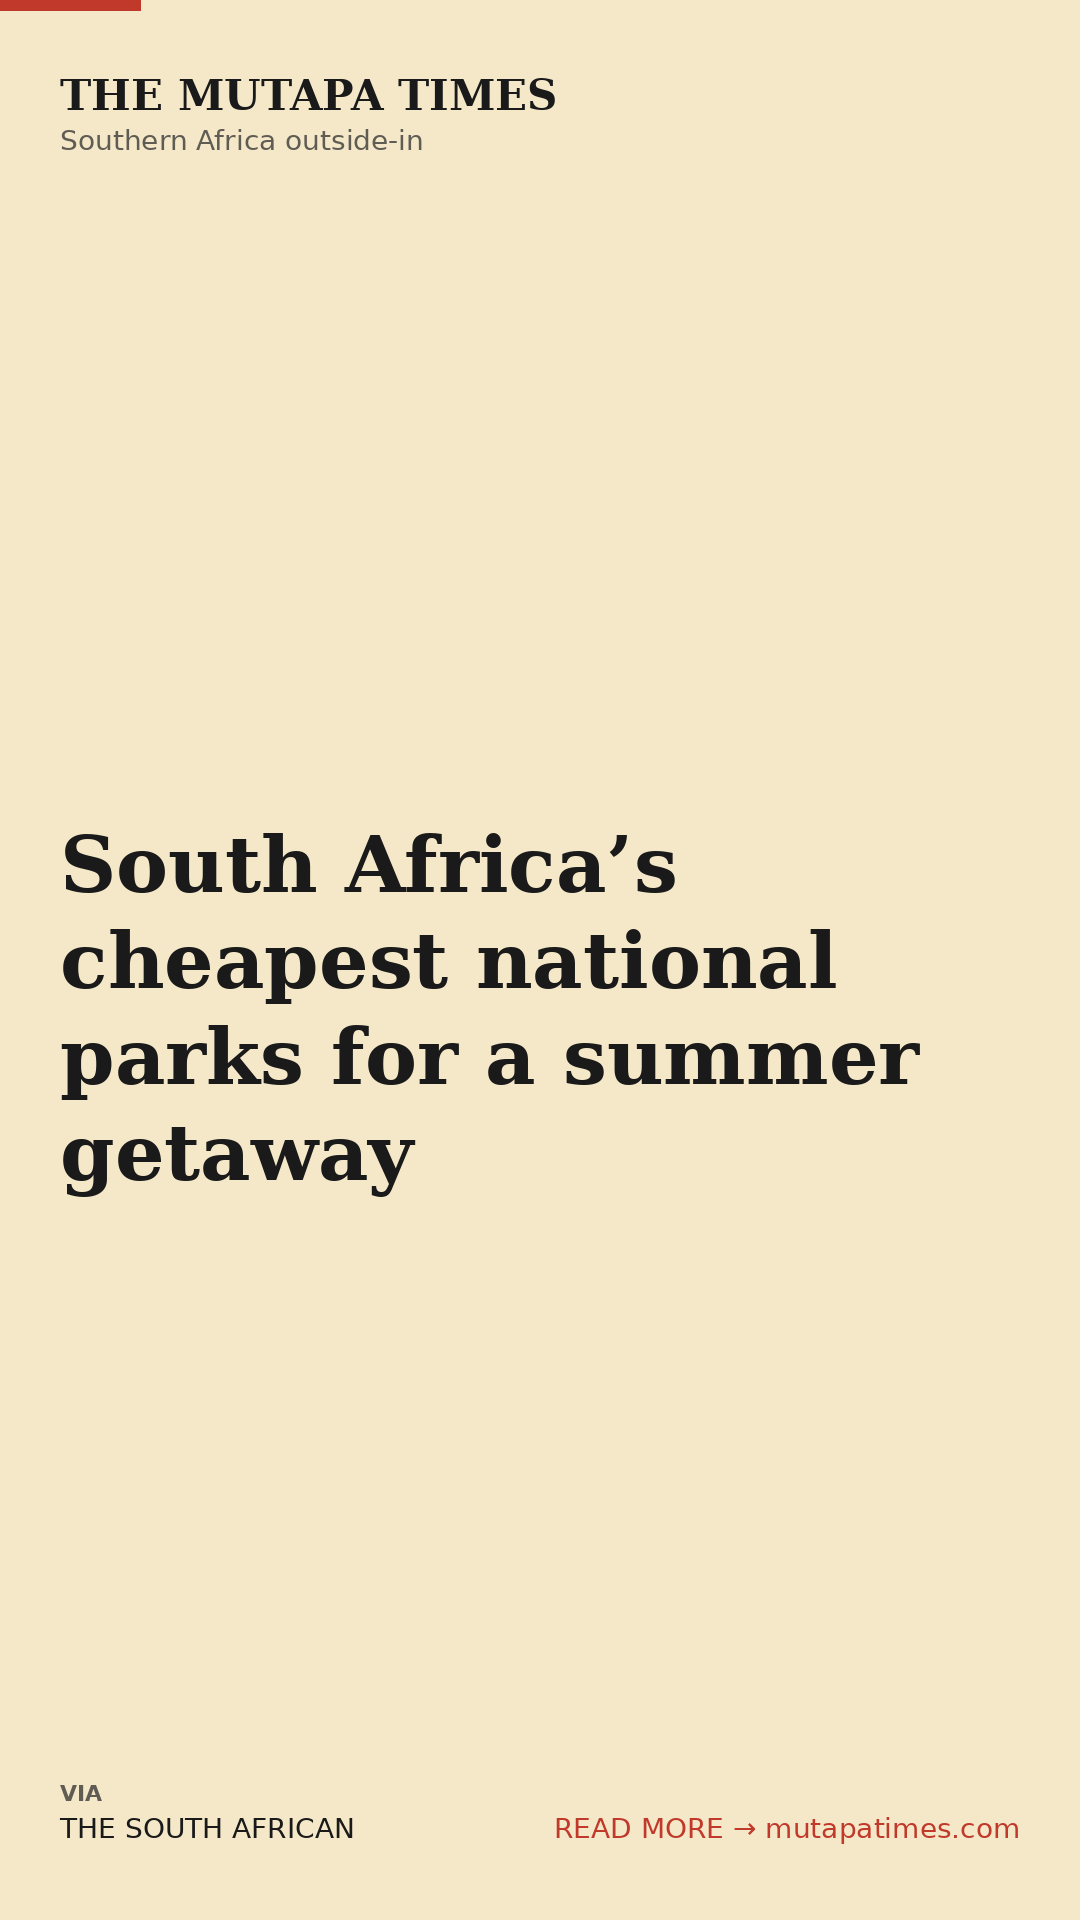 THE MUTAPA TIMES
Southern Africa outside-in
South Africa’s
cheapest national
parks for a summer
getaway
VIA
THE SOUTH AFRICAN
READ MORE → mutapatimes.com